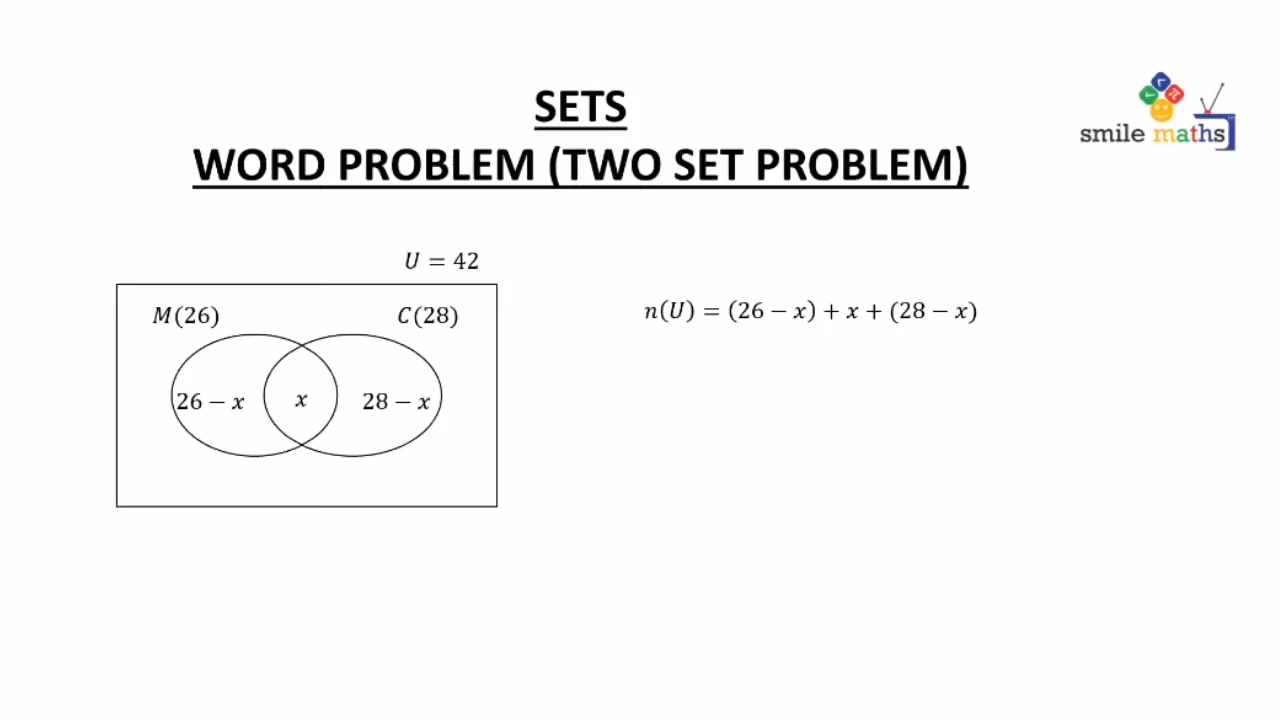 SETS
WORD PROBLEM (TWO SET PROBLEM)
smile maths
U = 42
M(26) C(28)
n(U) = (26 − x) + x + (28 − x)
26 − x x 28 − x